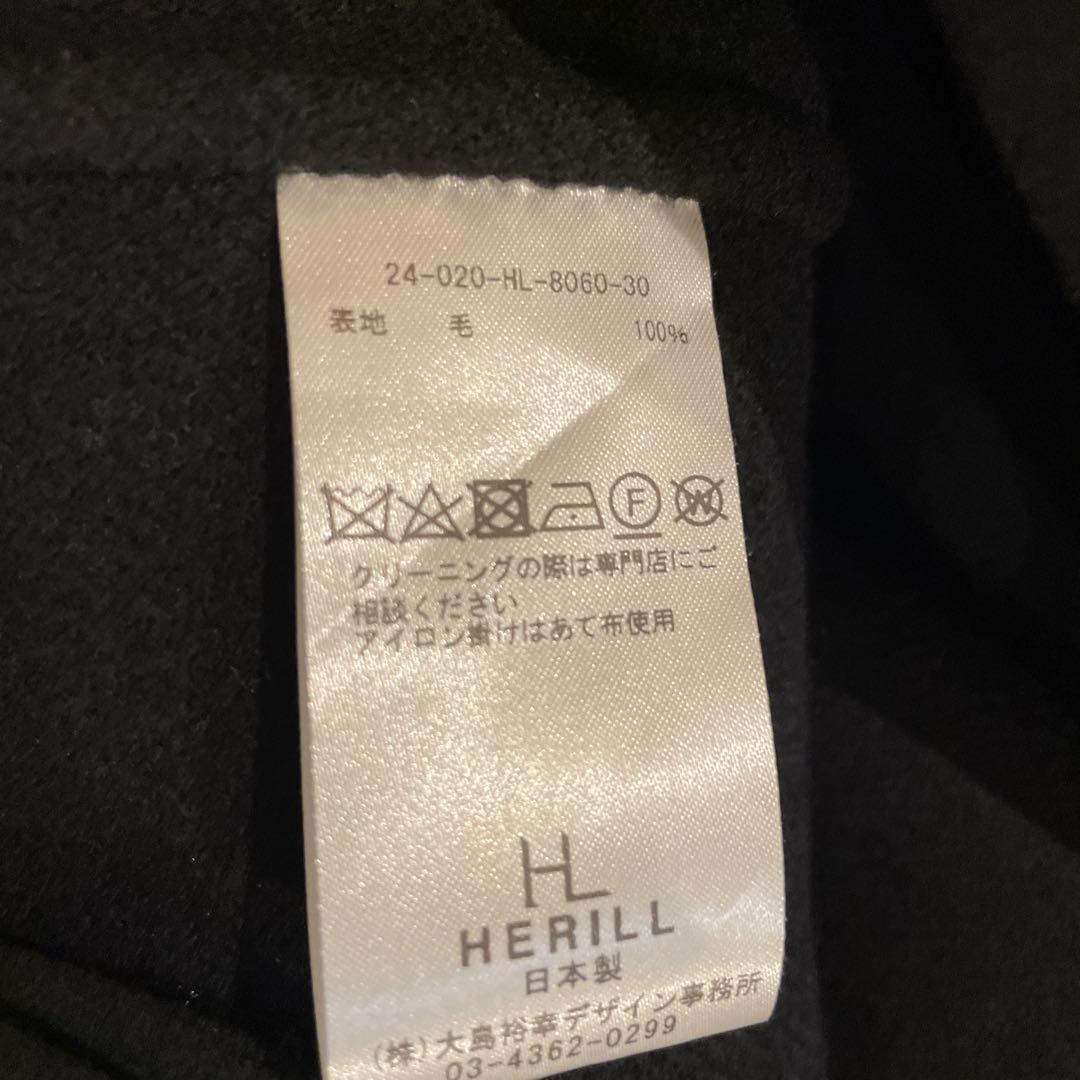 24-020-HL-8060-30
表地 毛 100%
F W
クリーニングの際は専門店にご
相談ください
アイロン掛けはあて布使用
HL
HERILL
日本製
(株)大島裕幸デザイン事務所
03-4362-0299